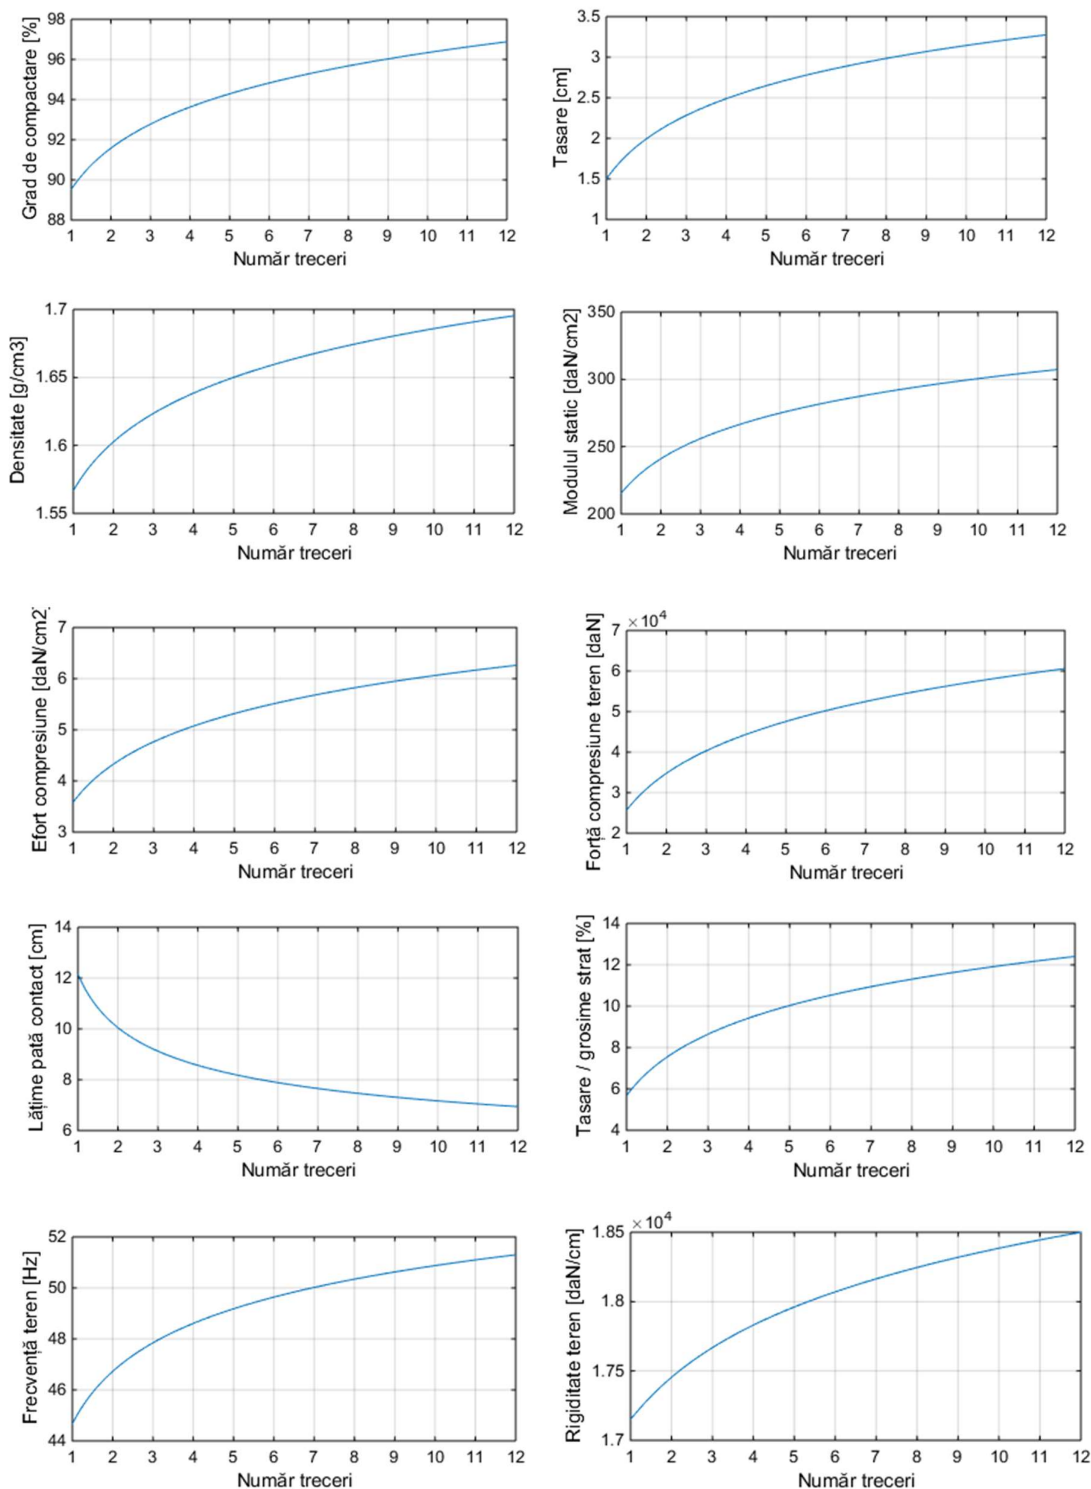 Grad de compactare [%]
98
96
94
92
90
88
1 2 3 4 5 6 7 8 9 10 11 12
Număr treceri
Tasare [cm]
3.5
3
2.5
2
1.5
1
1 2 3 4 5 6 7 8 9 10 11 12
Număr treceri
Densitate [g/cm3]
1.7
1.65
1.6
1.55
1 2 3 4 5 6 7 8 9 10 11 12
Număr treceri
Modulul static [daN/cm2]
350
300
250
200
1 2 3 4 5 6 7 8 9 10 11 12
Număr treceri
Efort compresiune [daN/cm2]
7
6
5
4
3
1 2 3 4 5 6 7 8 9 10 11 12
Număr treceri
Forță compresiune teren [daN]
× 10^4
7
6
5
4
3
2
1 2 3 4 5 6 7 8 9 10 11 12
Număr treceri
Lățime pată contact [cm]
14
12
10
8
6
1 2 3 4 5 6 7 8 9 10 11 12
Număr treceri
Tasare / grosime strat [%]
14
12
10
8
6
4
1 2 3 4 5 6 7 8 9 10 11 12
Număr treceri
Frecvență teren [Hz]
52
50
48
46
44
1 2 3 4 5 6 7 8 9 10 11 12
Număr treceri
Rigiditate teren [daN/cm]
× 10^4
1.85
1.8
1.75
1.7
1 2 3 4 5 6 7 8 9 10 11 12
Număr treceri